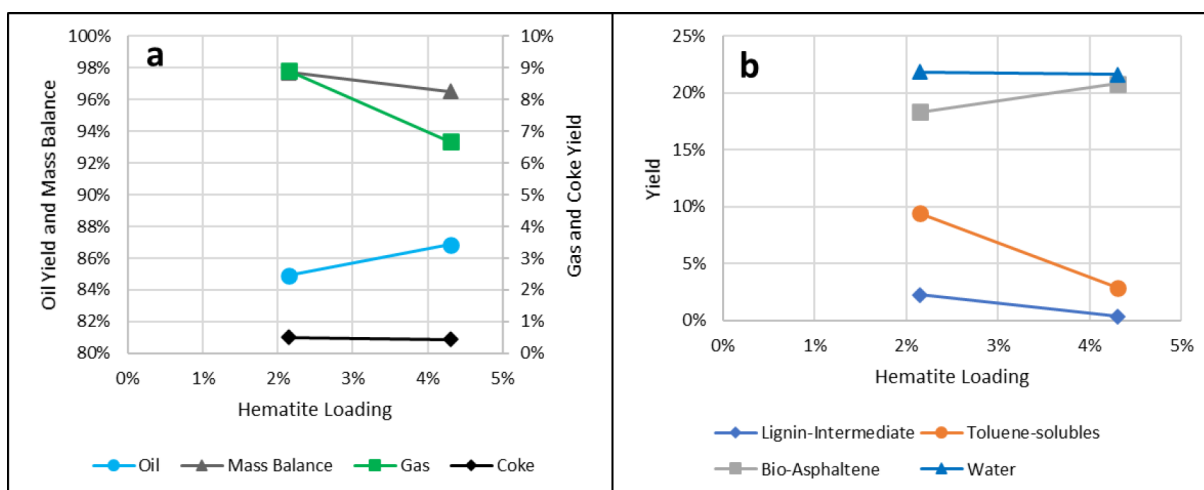 a
100%
98%
96%
94%
92%
90%
88%
86%
84%
82%
80%
Oil Yield and Mass Balance
10%
9%
8%
7%
6%
5%
4%
3%
2%
1%
0%
Gas and Coke Yield
0% 1% 2% 3% 4% 5%
Hematite Loading
Oil Mass Balance Gas Coke
b
25%
20%
15%
10%
5%
0%
Yield
0% 1% 2% 3% 4% 5%
Hematite Loading
Lignin-Intermediate Toluene-solubles
Bio-Asphaltene Water